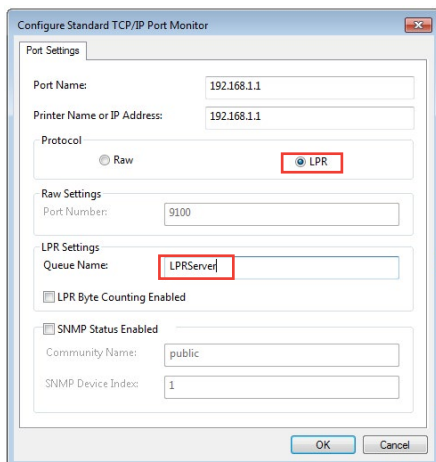 Configure Standard TCP/IP Port Monitor
Port Settings
Port Name: 192.168.1.1
Printer Name or IP Address: 192.168.1.1
Protocol
Raw LPR
Raw Settings
Port Number: 9100
LPR Settings
Queue Name: LPRServer
LPR Byte Counting Enabled
SNMP Status Enabled
Community Name: public
SNMP Device Index: 1
OK Cancel